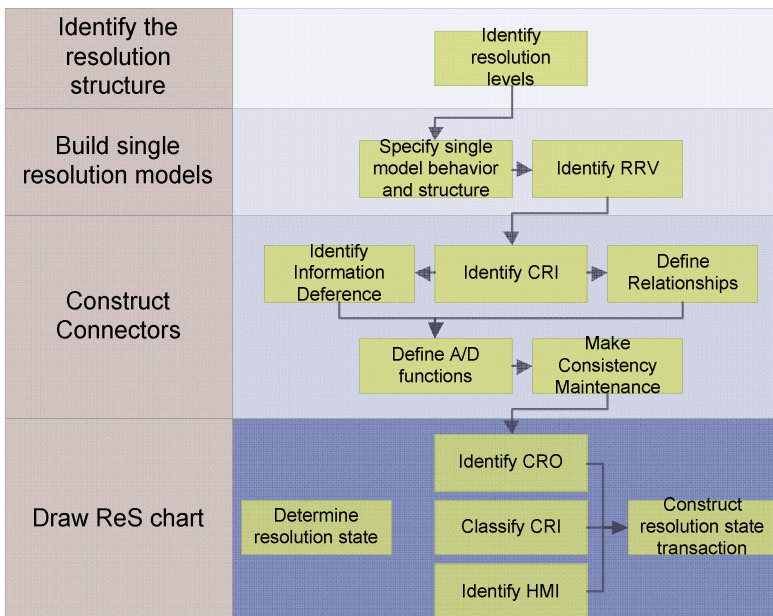 Identify the
resolution
structure
Identify
resolution
levels
Build single
resolution models
Specify single
model behavior
and structure
Identify RRV
Construct
Connectors
Identify
Information
Deference
Identify CRI
Define
Relationships
Define A/D
functions
Make
Consistency
Maintenance
Draw ReS chart
Determine
resolution state
Identify CRO
Classify CRI
Identify HMI
Construct
resolution state
transaction